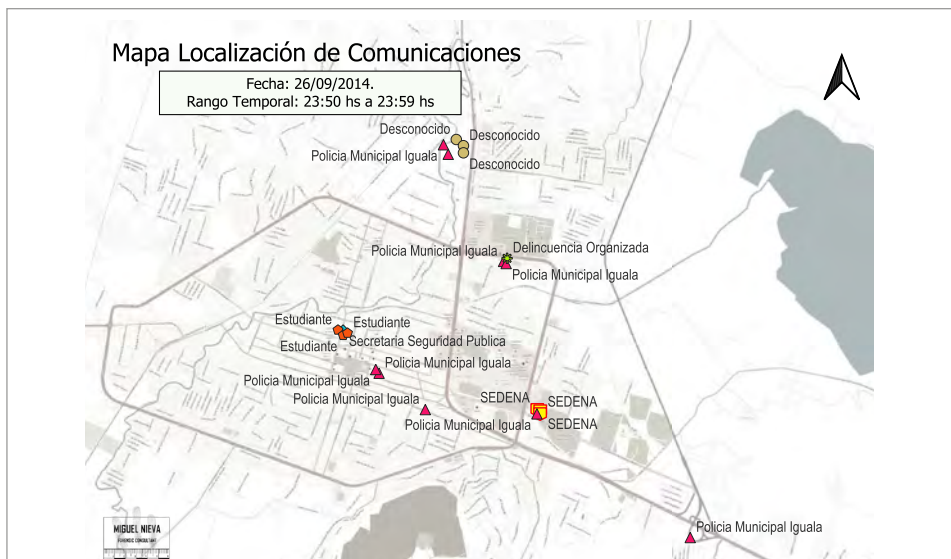 Mapa Localización de Comunicaciones
Fecha: 26/09/2014.
Rango Temporal: 23:50 hs a 23:59 hs
Desconocido
Desconocido
Policia Municipal Iguala
Desconocido
Policia Municipal Iguala
Delincuencia Organizada
Policia Municipal Iguala
Estudiante
Estudiante
Estudiante
Secretaria Seguridad Publica
Policia Municipal Iguala
Policia Municipal Iguala
Policia Municipal Iguala
SEDENA
SEDENA
Policia Municipal Iguala
SEDENA
Policia Municipal Iguala
MIGUEL NIEVA
FORENSIC CONSULTANT